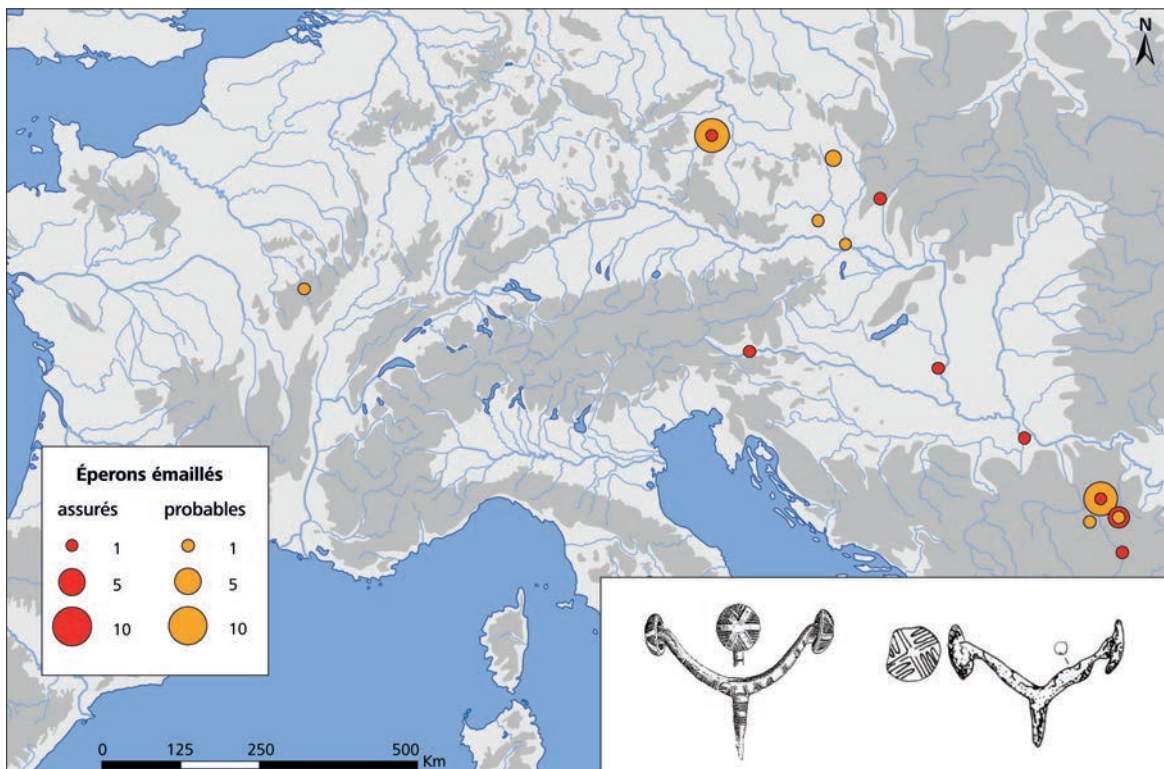 N
Éperons émaillés
assurés probables
1 1
5 5
10 10
0 125 250 500 Km